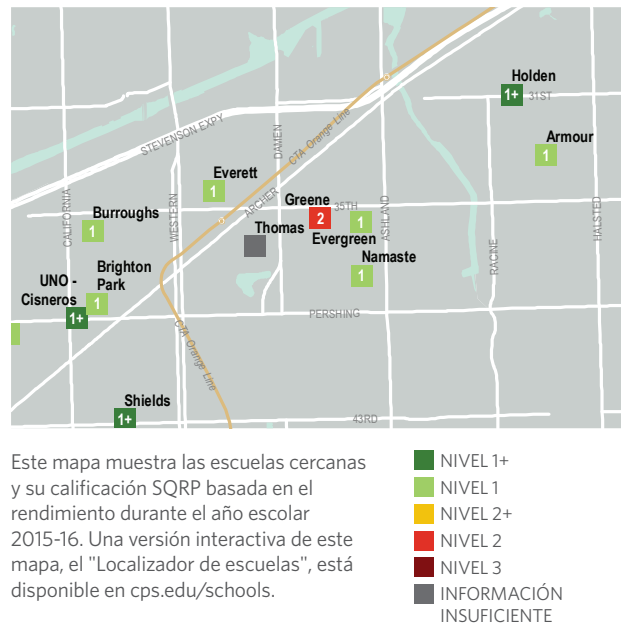 Holden
1+
31ST
Armour
1
STEVENSON EXPY
DAMEN
CTA Orange Line
Everett
1
ARCHER
Greene
35TH
2
1
ASHLAND
Evergreen
Thomas
Namaste
1
CALIFORNIA
Burroughs
1
WESTERN
RACINE
HALSTED
UNO -
Cisneros
1+
Brighton
Park
1
PERSHING
CTA Orange Line
Shields
1+
43RD
Este mapa muestra las escuelas cercanas
y su calificación SQRP basada en el
rendimiento durante el año escolar
2015-16. Una versión interactiva de este
mapa, el "Localizador de escuelas", está
disponible en cps.edu/schools.
NIVEL 1+
NIVEL 1
NIVEL 2+
NIVEL 2
NIVEL 3
INFORMACIÓN
INSUFICIENTE